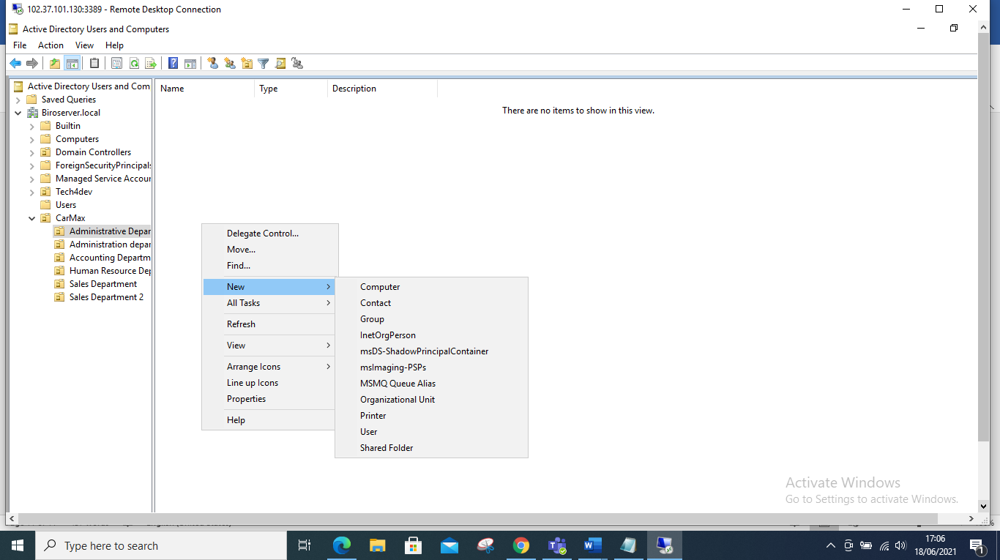 102.37.101.130:3389 - Remote Desktop Connection
Active Directory Users and Computers
File Action View Help
Active Directory Users and Com
Saved Queries
Biroserver.local
Builtin
Computers
Domain Controllers
ForeignSecurityPrincipals
Managed Service Accour
Tech4dev
Users
CarMax
Administrative Depar
Administration depar
Accounting Departm
Human Resource Dep
Sales Department
Sales Department 2
Name Type Description
There are no items to show in this view.
Delegate Control...
Move...
Find...
New
All Tasks
Refresh
View
Arrange Icons
Line up Icons
Properties
Help
Computer
Contact
Group
InetOrgPerson
msDS-ShadowPrincipalContainer
msImaging-PSPs
MSMQ Queue Alias
Organizational Unit
Printer
User
Shared Folder
Activate Windows
Go to Settings to activate Windows.
Type here to search
17:06
18/06/2021
1